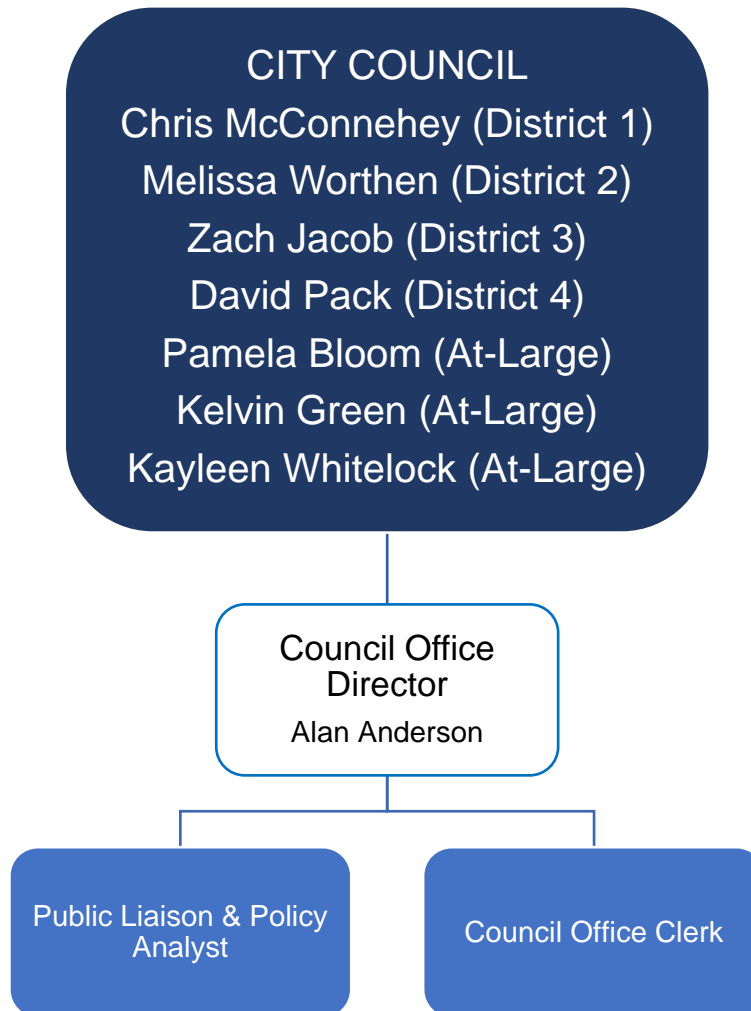 CITY COUNCIL
Chris McConnehey (District 1)
Melissa Worthen (District 2)
Zach Jacob (District 3)
David Pack (District 4)
Pamela Bloom (At-Large)
Kelvin Green (At-Large)
Kayleen Whitelock (At-Large)
Council Office
Director
Alan Anderson
Public Liaison & Policy
Analyst
Council Office Clerk